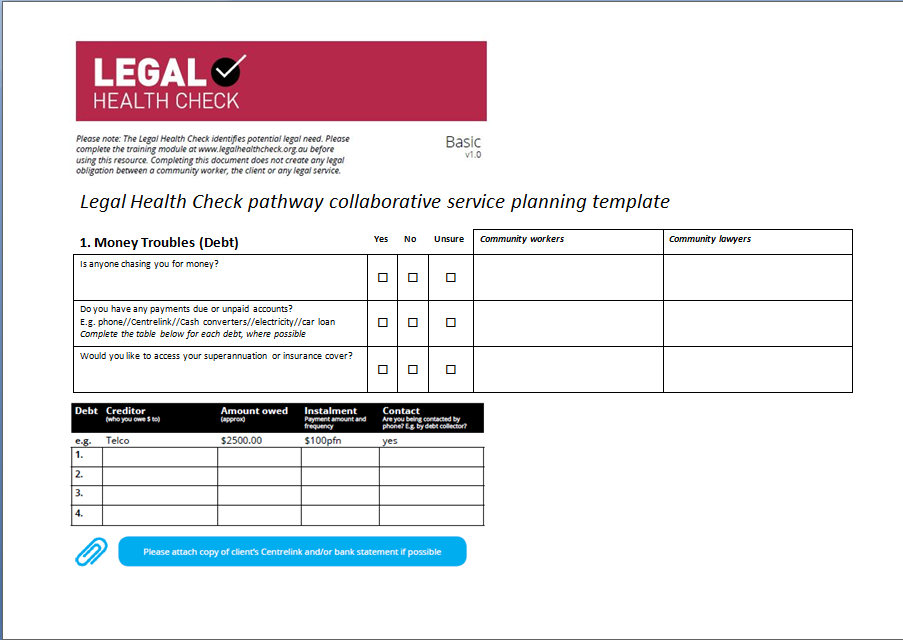 LEGAL
HEALTH CHECK
Please note: The Legal Health Check identifies potential legal need. Please
complete the training module at www.legalhealthcheck.org.au before
using this resource. Completing this document does not create any legal
obligation between a community worker, the client or any legal service.
Basic
v1.0
Legal Health Check pathway collaborative service planning template
1. Money Troubles (Debt) Yes No Unsure Community workers Community lawyers
Is anyone chasing you for money?
Do you have any payments due or unpaid accounts?
E.g. phone//Centrelink//Cash converters//electricity//car loan
Complete the table below for each debt, where possible
Would you like to access your superannuation or insurance cover?
Debt Creditor Amount owed Instalment Contact
(who you owe $ to) (approx) Payment amount and Are you being contacted by
frequency phone? E.g. by debt collector?
e.g. Telco $2500.00 $100pfn yes
1.
2.
3.
4.
Please attach copy of client's Centrelink and/or bank statement if possible